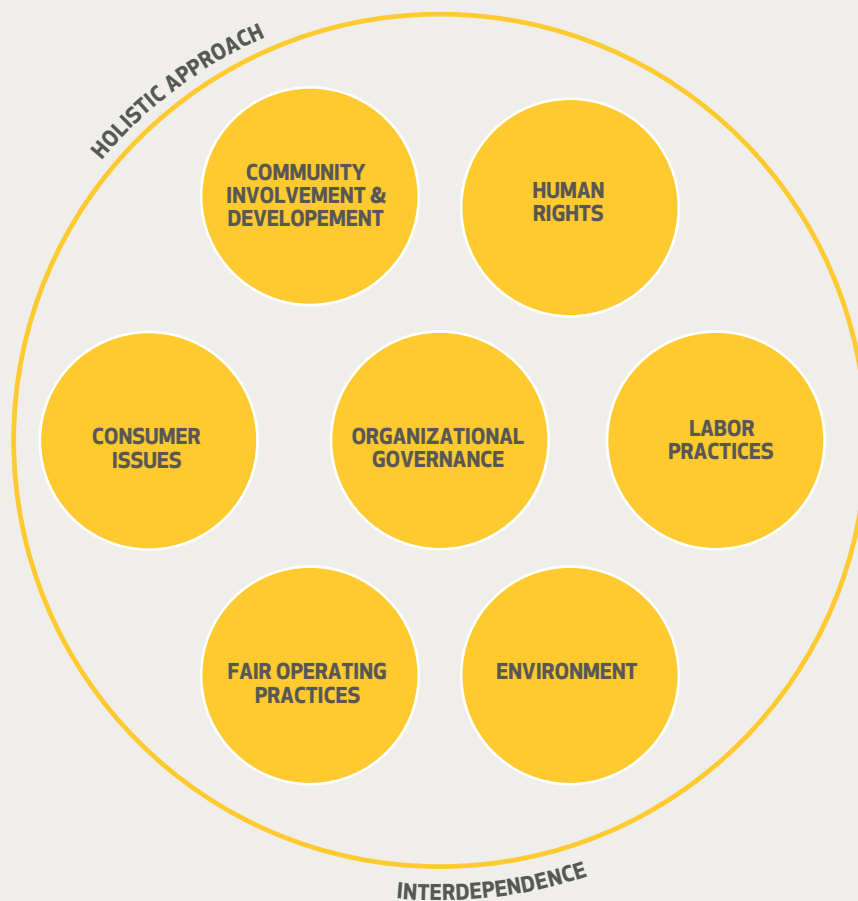 HOLISTIC APPROACH
COMMUNITY
INVOLVEMENT &
DEVELOPEMENT
HUMAN
RIGHTS
CONSUMER
ISSUES
ORGANIZATIONAL
GOVERNANCE
LABOR
PRACTICES
FAIR OPERATING
PRACTICES
ENVIRONMENT
INTERDEPENDENCE